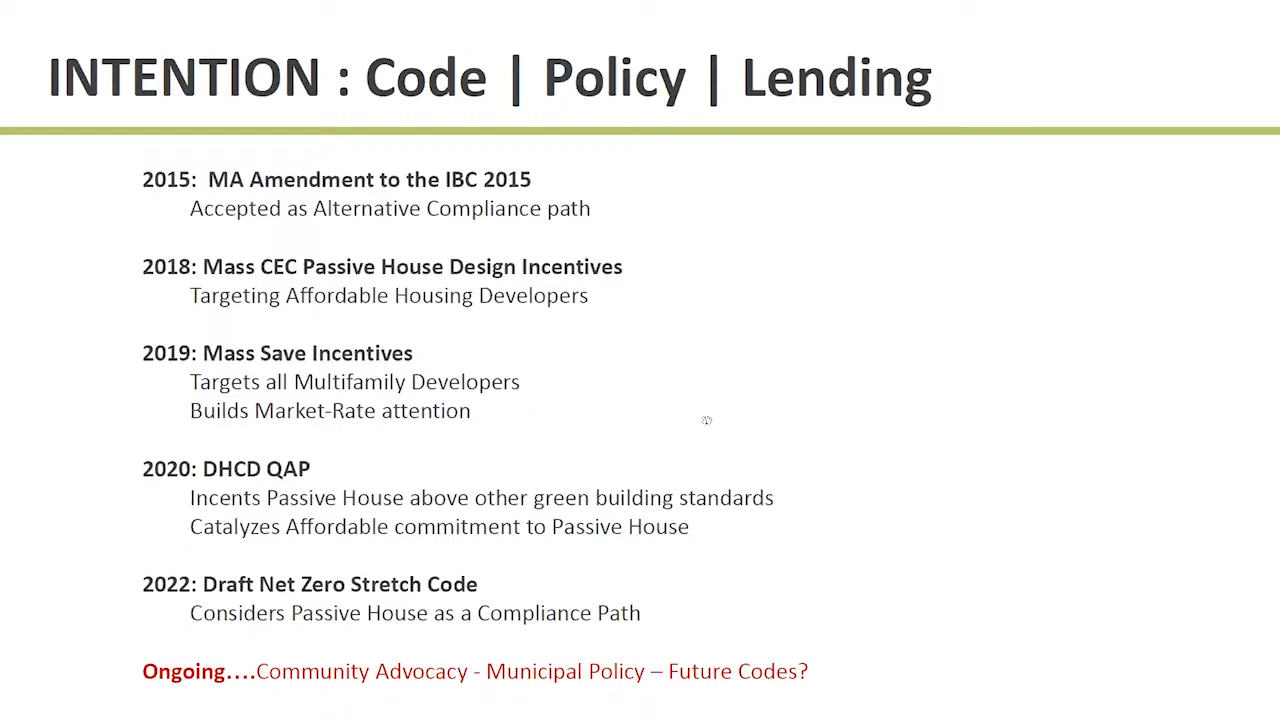 INTENTION : Code | Policy | Lending
2015:  MA Amendment to the IBC 2015
Accepted as Alternative Compliance path
2018: Mass CEC Passive House Design Incentives
Targeting Affordable Housing Developers
2019: Mass Save Incentives
Targets all Multifamily Developers
Builds Market-Rate attention
2020: DHCD QAP
Incents Passive House above other green building standards
Catalyzes Affordable commitment to Passive House
2022: Draft Net Zero Stretch Code
Considers Passive House as a Compliance Path
Ongoing….Community Advocacy - Municipal Policy – Future Codes?